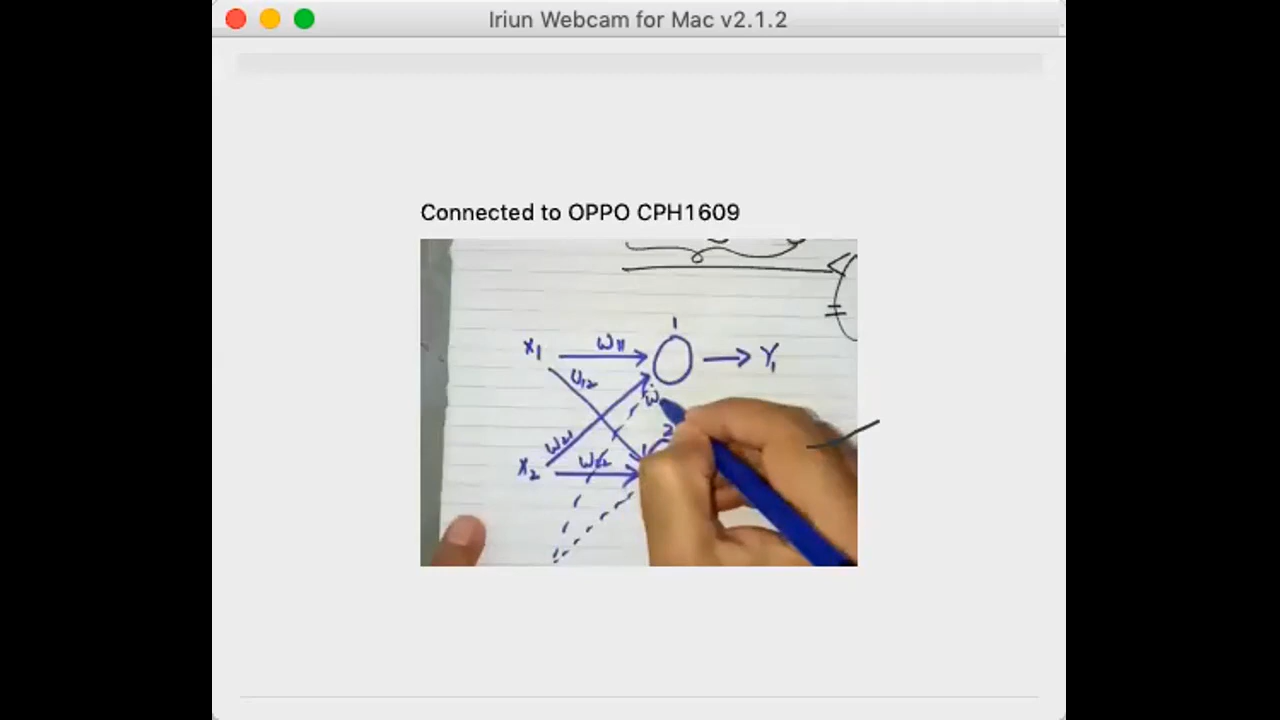 Iriun Webcam for Mac v2.1.2
Connected to OPPO CPH1609
1
x1 W11 Y1
W12
W
2
W21
x2 W22